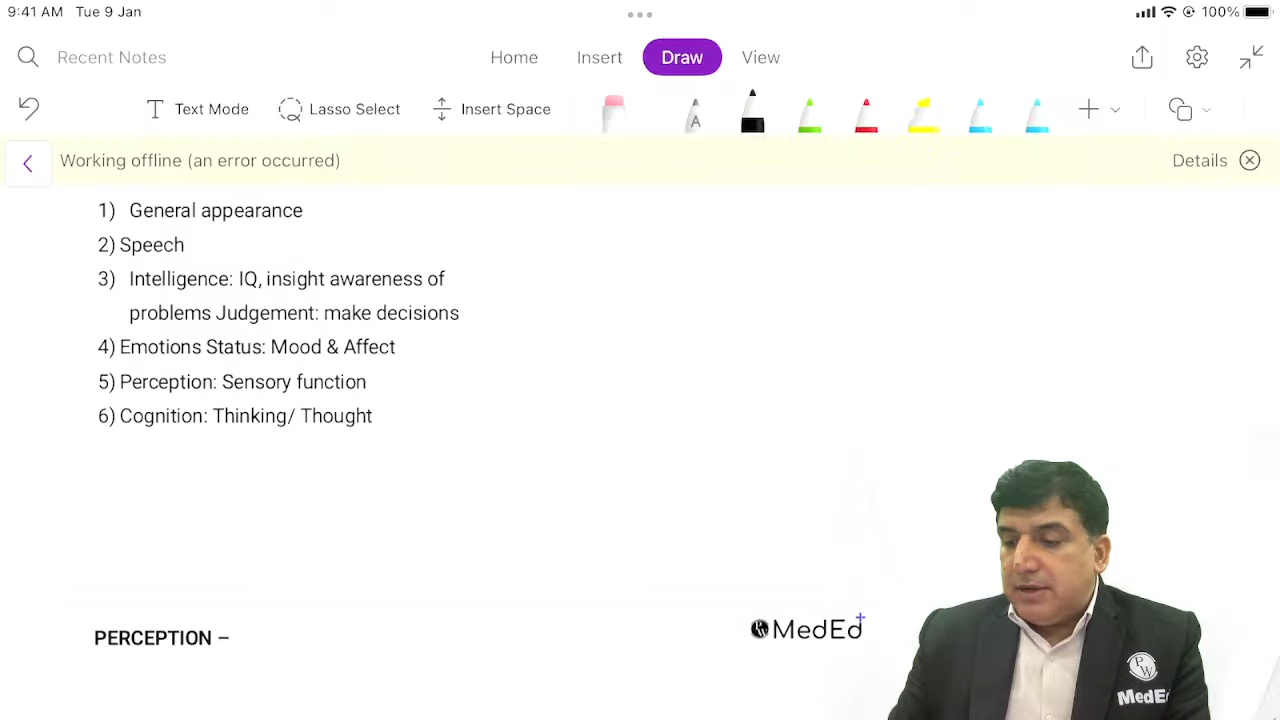 9:41 AM Tue 9 Jan
100%
Recent Notes
Home Insert Draw View
Text Mode Lasso Select Insert Space
A
Working offline (an error occurred)
Details
1) General appearance
2) Speech
3) Intelligence: IQ, insight awareness of
problems Judgement: make decisions
4) Emotions Status: Mood & Affect
5) Perception: Sensory function
6) Cognition: Thinking/ Thought
PERCEPTION –
PW MedEd+
PW
MedEd